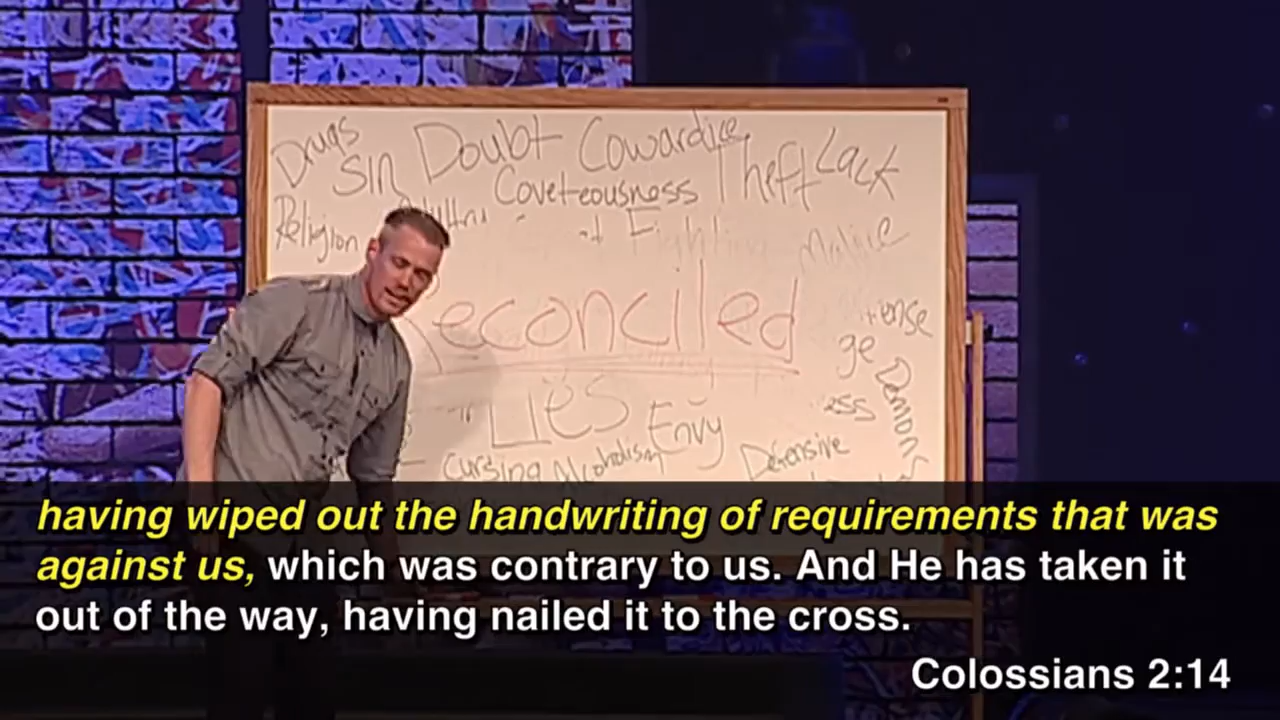 Drugs
Sin
Doubt
Cowardice
Theft
Lack
Coveteousness
Religion
Fighting
Malice
Reconciled
Lies
Envy
Cursing
Alcoholism
Defensive
having wiped out the handwriting of requirements that was
against us, which was contrary to us. And He has taken it
out of the way, having nailed it to the cross.
Colossians 2:14